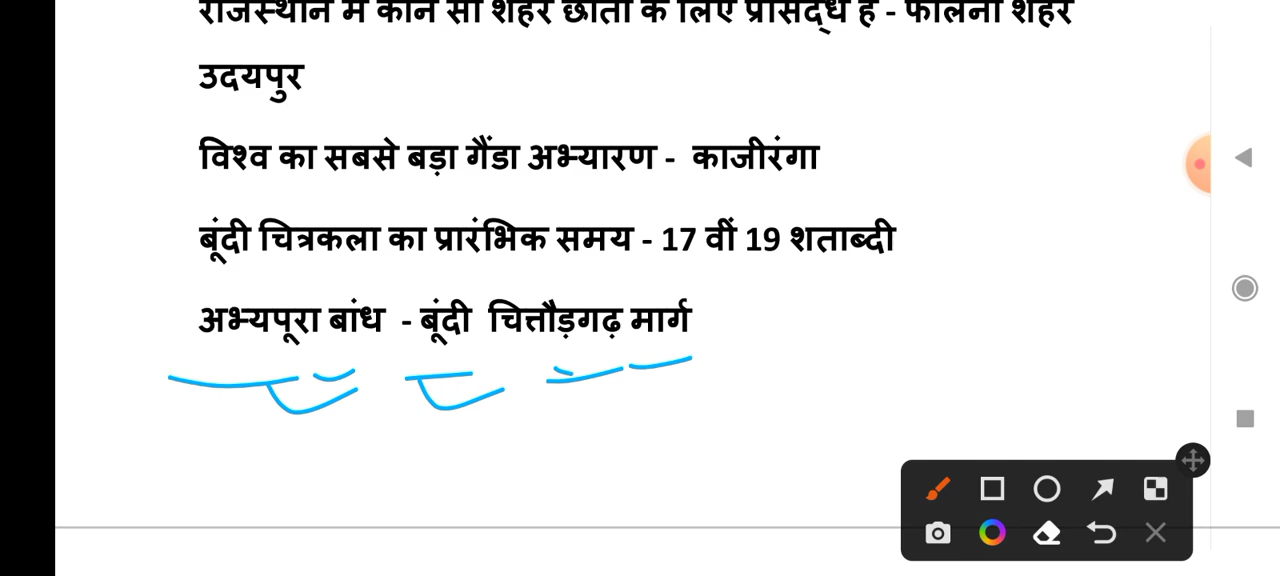 राजस्थान में कौन सा शहर छाता के लिए प्रसिद्ध है - फालना शहर
उदयपुर
विश्व का सबसे बड़ा गैंडा अभ्यारण - काजीरंगा
बूंदी चित्रकला का प्रारंभिक समय - 17 वीं 19 शताब्दी
अभ्यपूरा बांध - बूंदी चित्तौड़गढ़ मार्ग